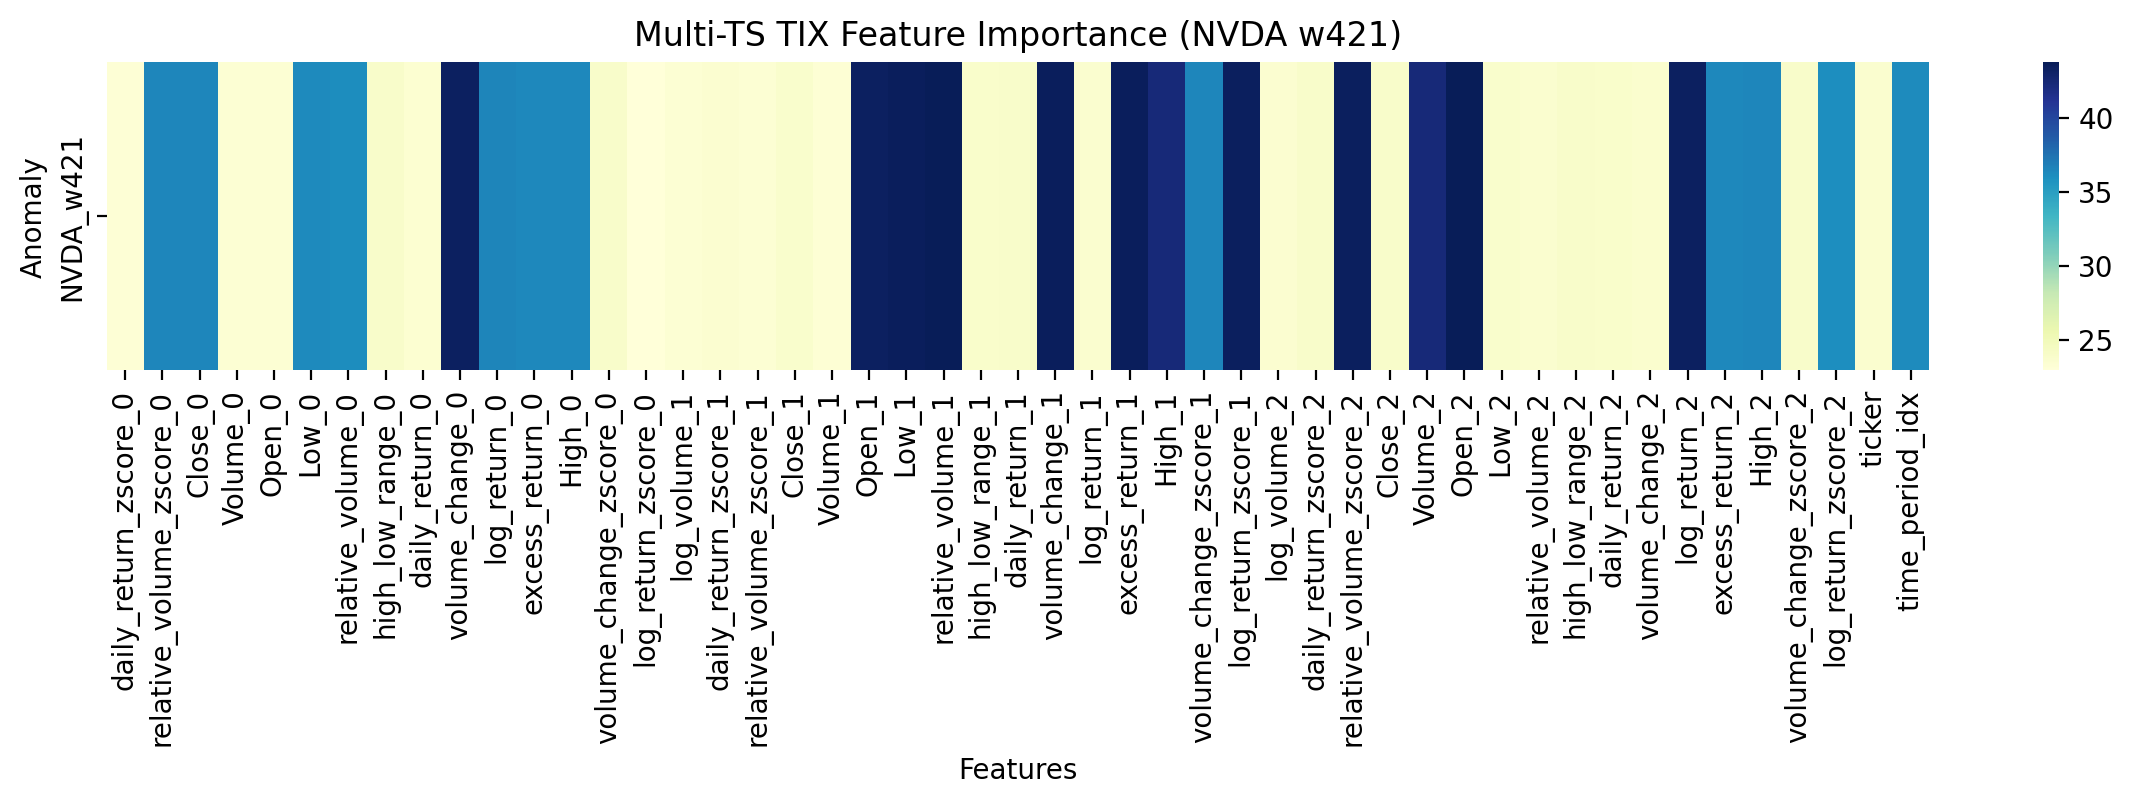 Multi-TS TIX Feature Importance (NVDA w421)
Anomaly
NVDA_w421
40
35
30
25
daily_return_zscore_0
relative_volume_zscore_0
Close_0
Volume_0
Open_0
Low_0
relative_volume_0
high_low_range_0
daily_return_0
volume_change_0
log_return_0
excess_return_0
High_0
volume_change_zscore_0
log_return_zscore_0
log_volume_1
daily_return_zscore_1
relative_volume_zscore_1
Close_1
Volume_1
Open_1
Low_1
relative_volume_1
high_low_range_1
daily_return_1
volume_change_1
log_return_1
excess_return_1
High_1
volume_change_zscore_1
log_return_zscore_1
log_volume_2
daily_return_zscore_2
relative_volume_zscore_2
Close_2
Volume_2
Open_2
Low_2
relative_volume_2
high_low_range_2
daily_return_2
volume_change_2
log_return_2
excess_return_2
High_2
volume_change_zscore_2
log_return_zscore_2
ticker
time_period_idx
Features